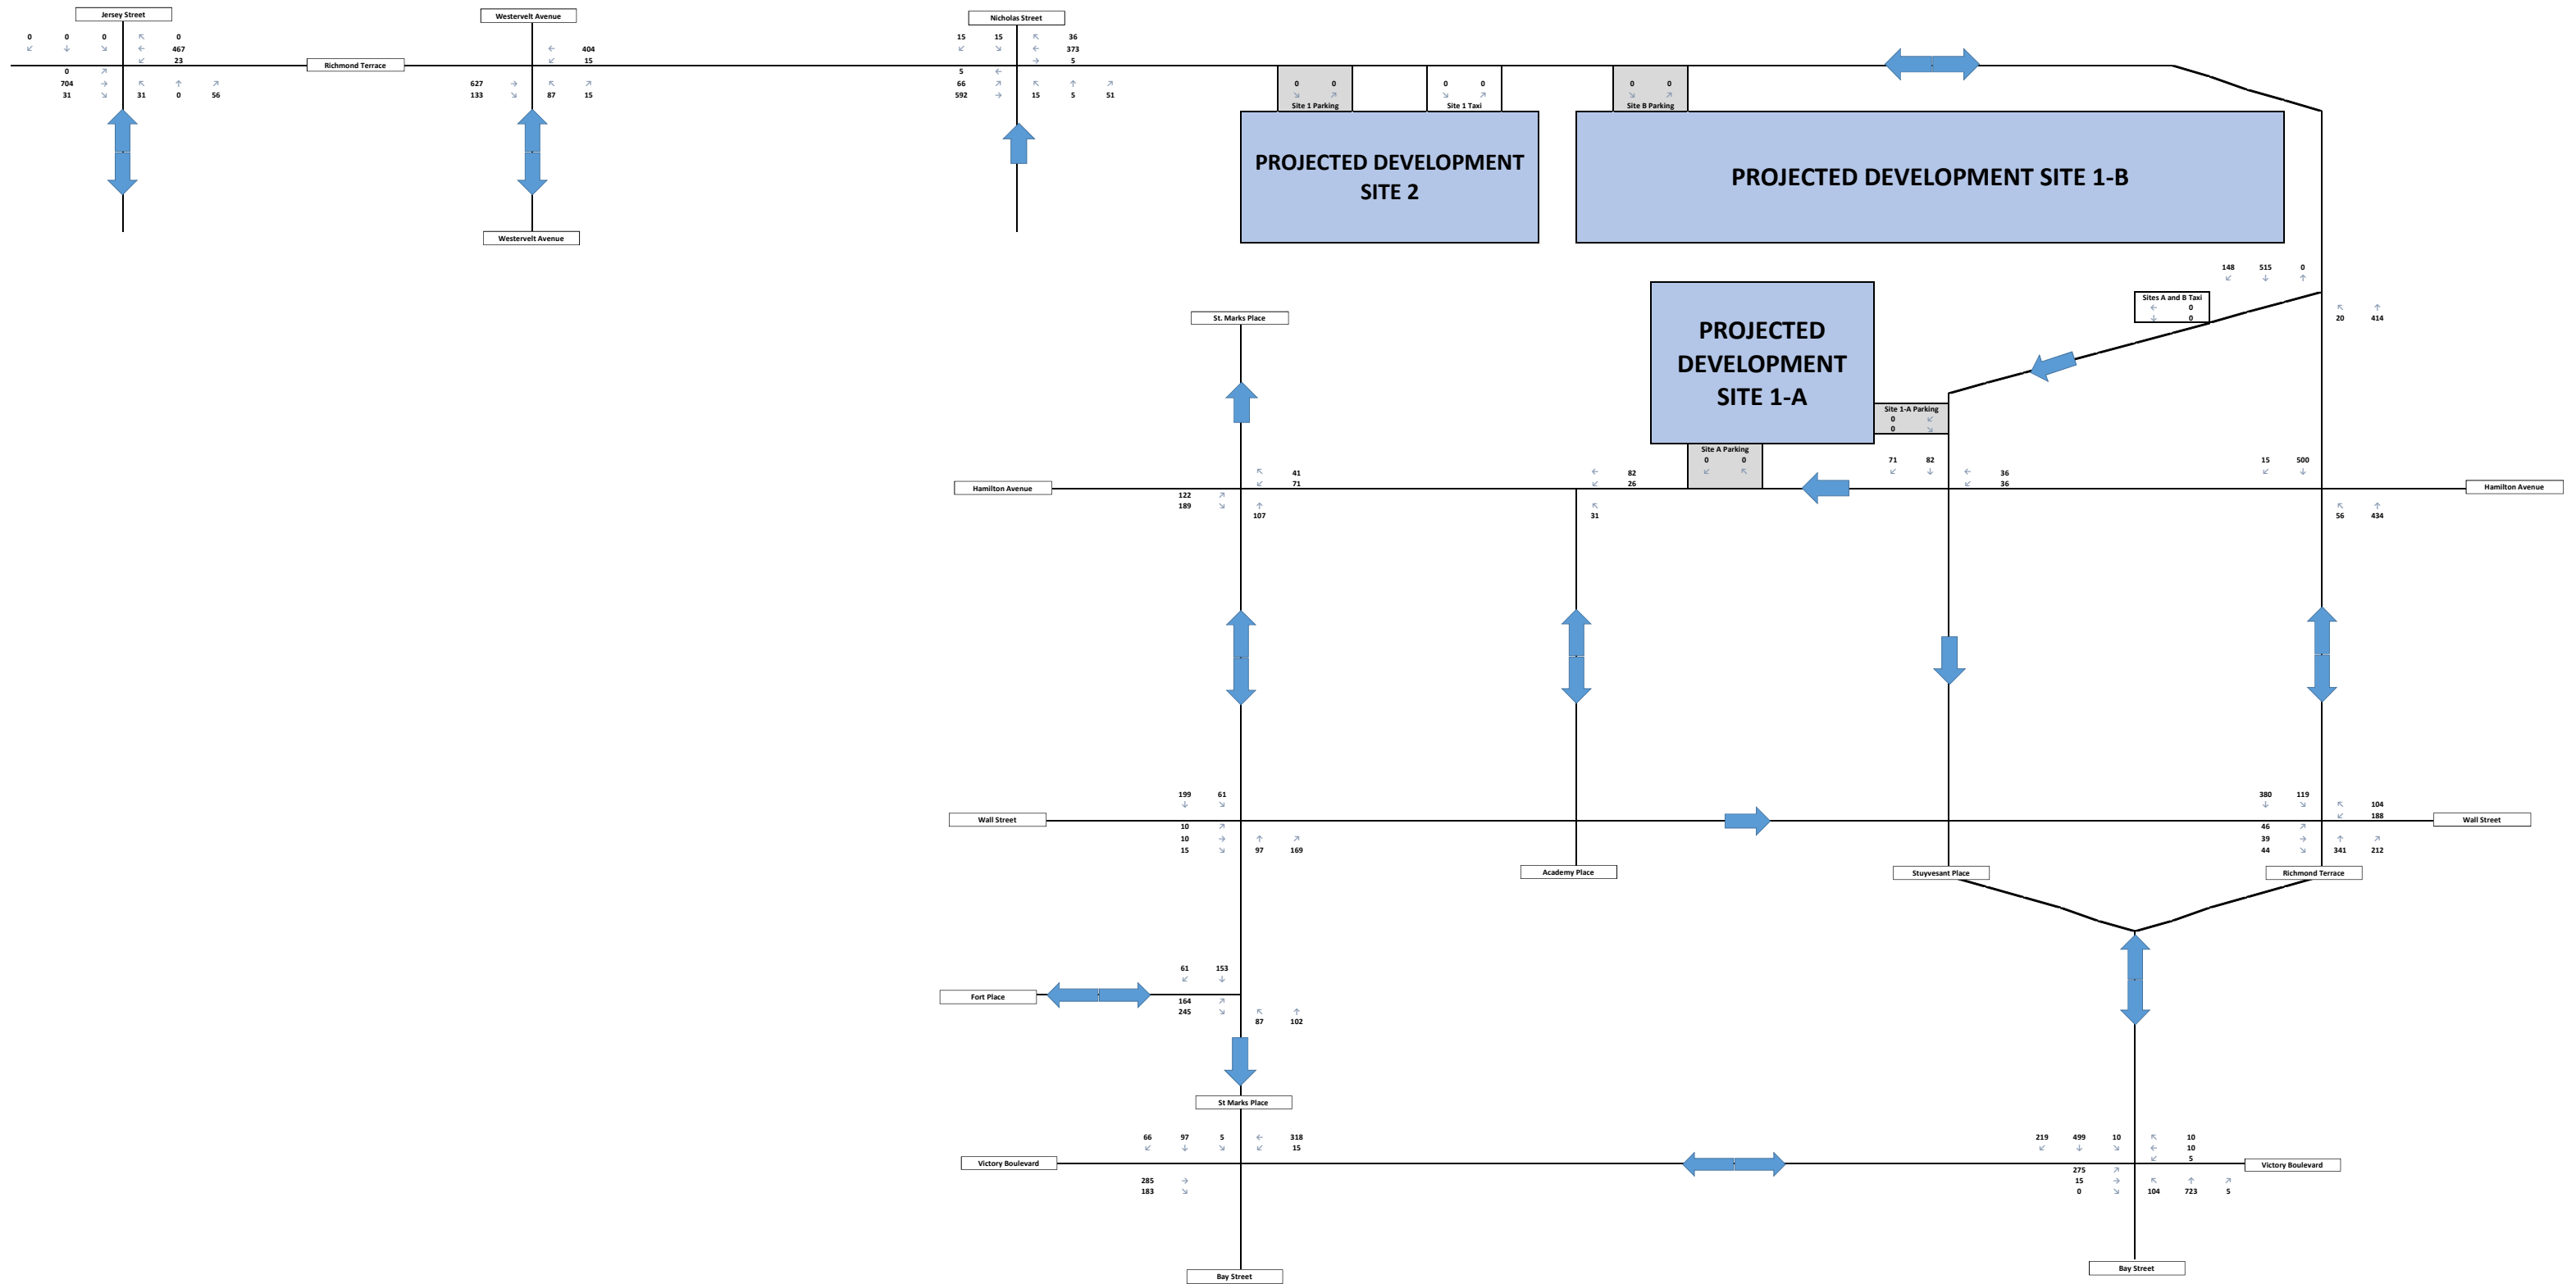 Jersey Street
Westervelt Avenue
Nicholas Street
0 0 0 ↖ 0
↙ ↓ ↘ ← 467
↙ 23
0 ↗
704 → ↖ ↑ ↗
31 ↘ 31 0 56
Richmond Terrace
← 404
↙ 15
627 → ↖ ↗
133 ↘ 87 15
Westervelt Avenue
15 15 ↖ 36
↙ ↘ ← 373
→ 5
5 ←
66 ↗ ↖ ↑ ↗
592 → 15 5 51
0 0
↘ ↗
Site 1 Parking
0 0
↘ ↗
Site 1 Taxi
0 0
↘ ↗
Site B Parking
PROJECTED DEVELOPMENT
SITE 2
PROJECTED DEVELOPMENT SITE 1-B
148 515 0
↙ ↓ ↑
Sites A and B Taxi
← 0
↓ 0
↖ ↑
20 414
St. Marks Place
PROJECTED
DEVELOPMENT
SITE 1-A
Site 1-A Parking
0 ↙
0 ↘
Site A Parking
0 0
↙ ↖
Hamilton Avenue
↖ 41
↙ 71
122 ↗
189 ↘ ↑
107
← 82
↙ 26
↖
31
71 82
↙ ↓ ← 36
↙ 36
15 500
↙ ↓
↖ ↑
56 434
Hamilton Avenue
199 61
↓ ↘
Wall Street
10 ↗
10 → ↑ ↗
15 ↘ 97 169
380 119
↓ ↘ ↖ 104
↙ 188
46 ↗
39 → ↑ ↗
44 ↘ 341 212
Wall Street
Academy Place
Stuyvesant Place
Richmond Terrace
61 153
↙ ↓
Fort Place
164 ↗
245 ↘ ↖ ↑
87 102
St Marks Place
66 97 5 ← 318
↙ ↓ ↘ ↙ 15
Victory Boulevard
285 →
183 ↘
219 499 10 ↖ 10
↙ ↓ ↘ ← 10
↙ 5
275 ↗
15 → ↖ ↑ ↗
0 ↘ 104 723 5
Victory Boulevard
Bay Street
Bay Street